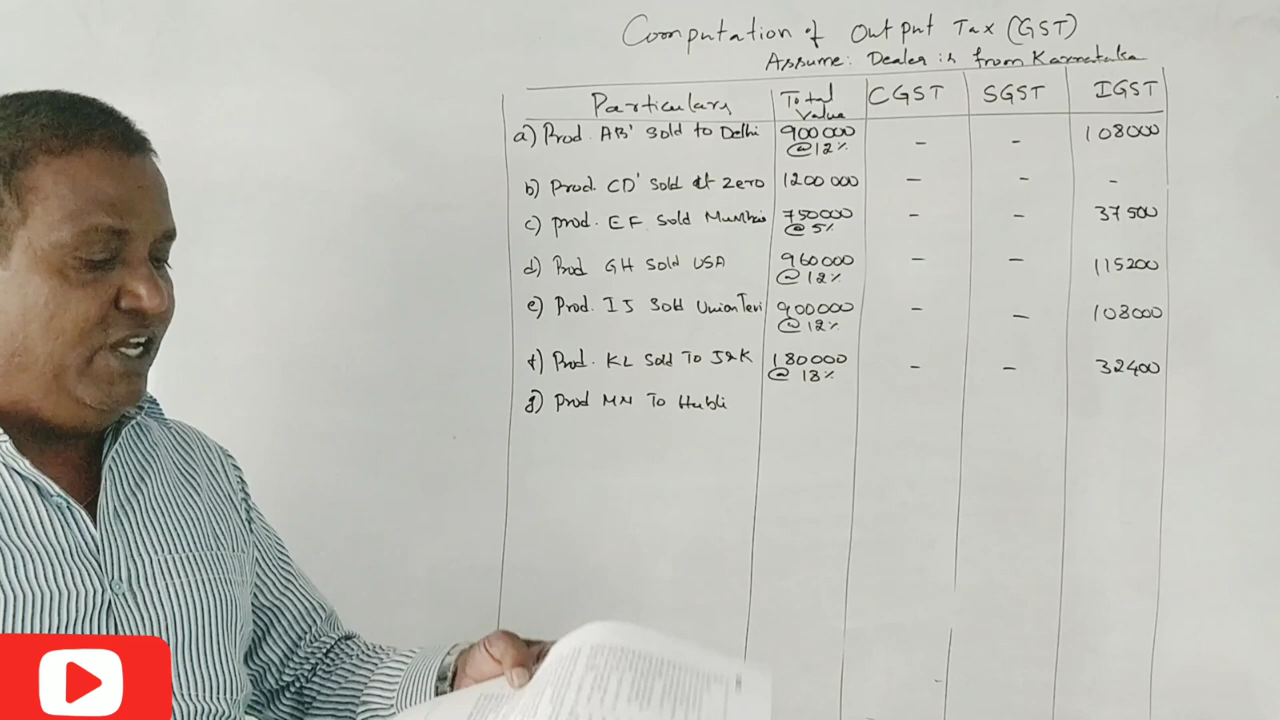 Computation of Output Tax (GST)
Assume: Dealer is from Karnataka
Particulars Total Value CGST SGST IGST
a) Prod. AB' Sold to Delhi 900000 @12% - - 108000
b) Prod. CD' Sold at Zero 1200 000 - - -
c) Prod. EF Sold Mumbai 750000 @ 5% - - 37500
d) Prod GH Sold USA 960000 @ 12% - - 115200
e) Prod. IJ Sold Union Teri 900000 @ 12% - - 108000
f) Prod. KL Sold To J&K 180000 @ 18% - - 32400
g) Prod MN To Hubli